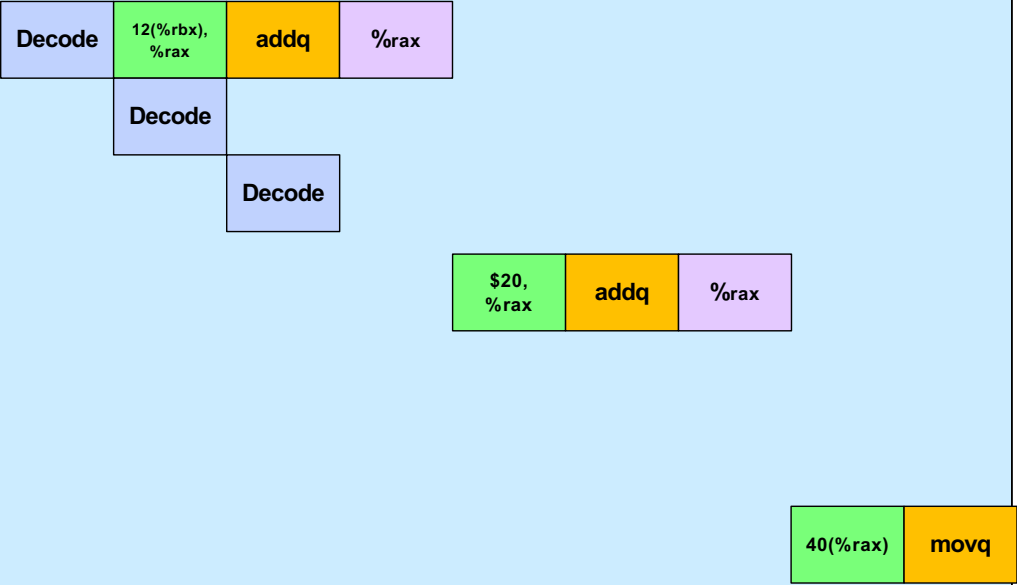 Decode
12(%rbx),
%rax
addq
%rax
Decode
Decode
$20,
%rax
addq
%rax
40(%rax)
movq